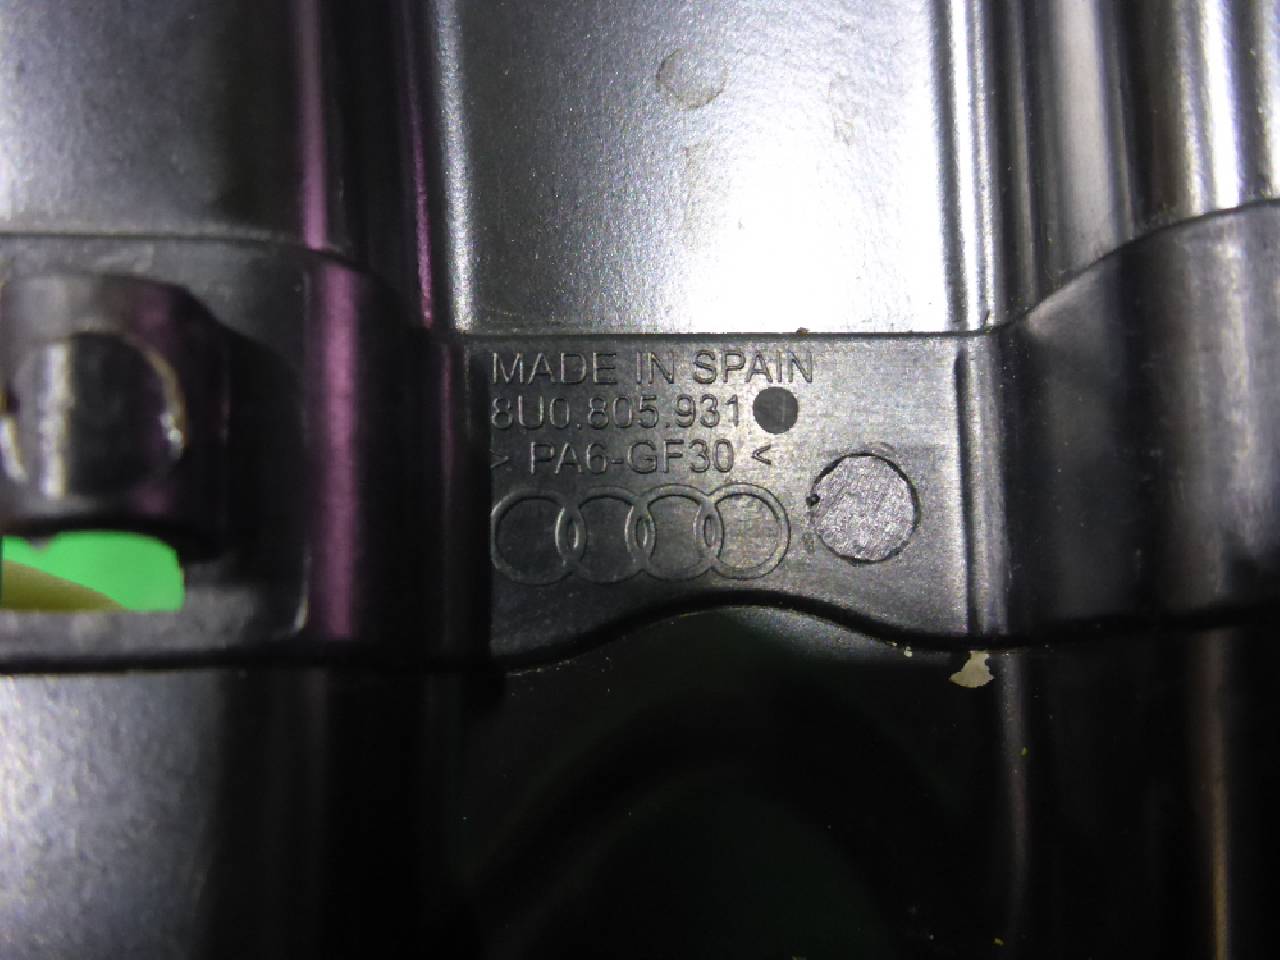 MADE IN SPAIN
8U0.805.931
> PA6-GF30 <